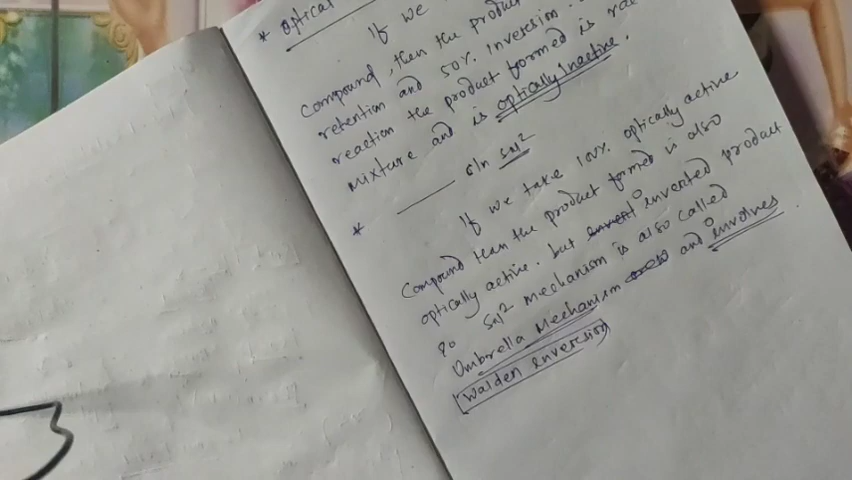 * Optical
If we
Compound, then the product
retention and 50% inversion.
reaction the product formed is
mixture and is optically inactive.
* ——— in SN2
If we take 100% optically active
Compound then the product formed is also
optically active. but inverted product
So SN2 mechanism is also called
Umbrella Mechanism and involves
Walden inversion